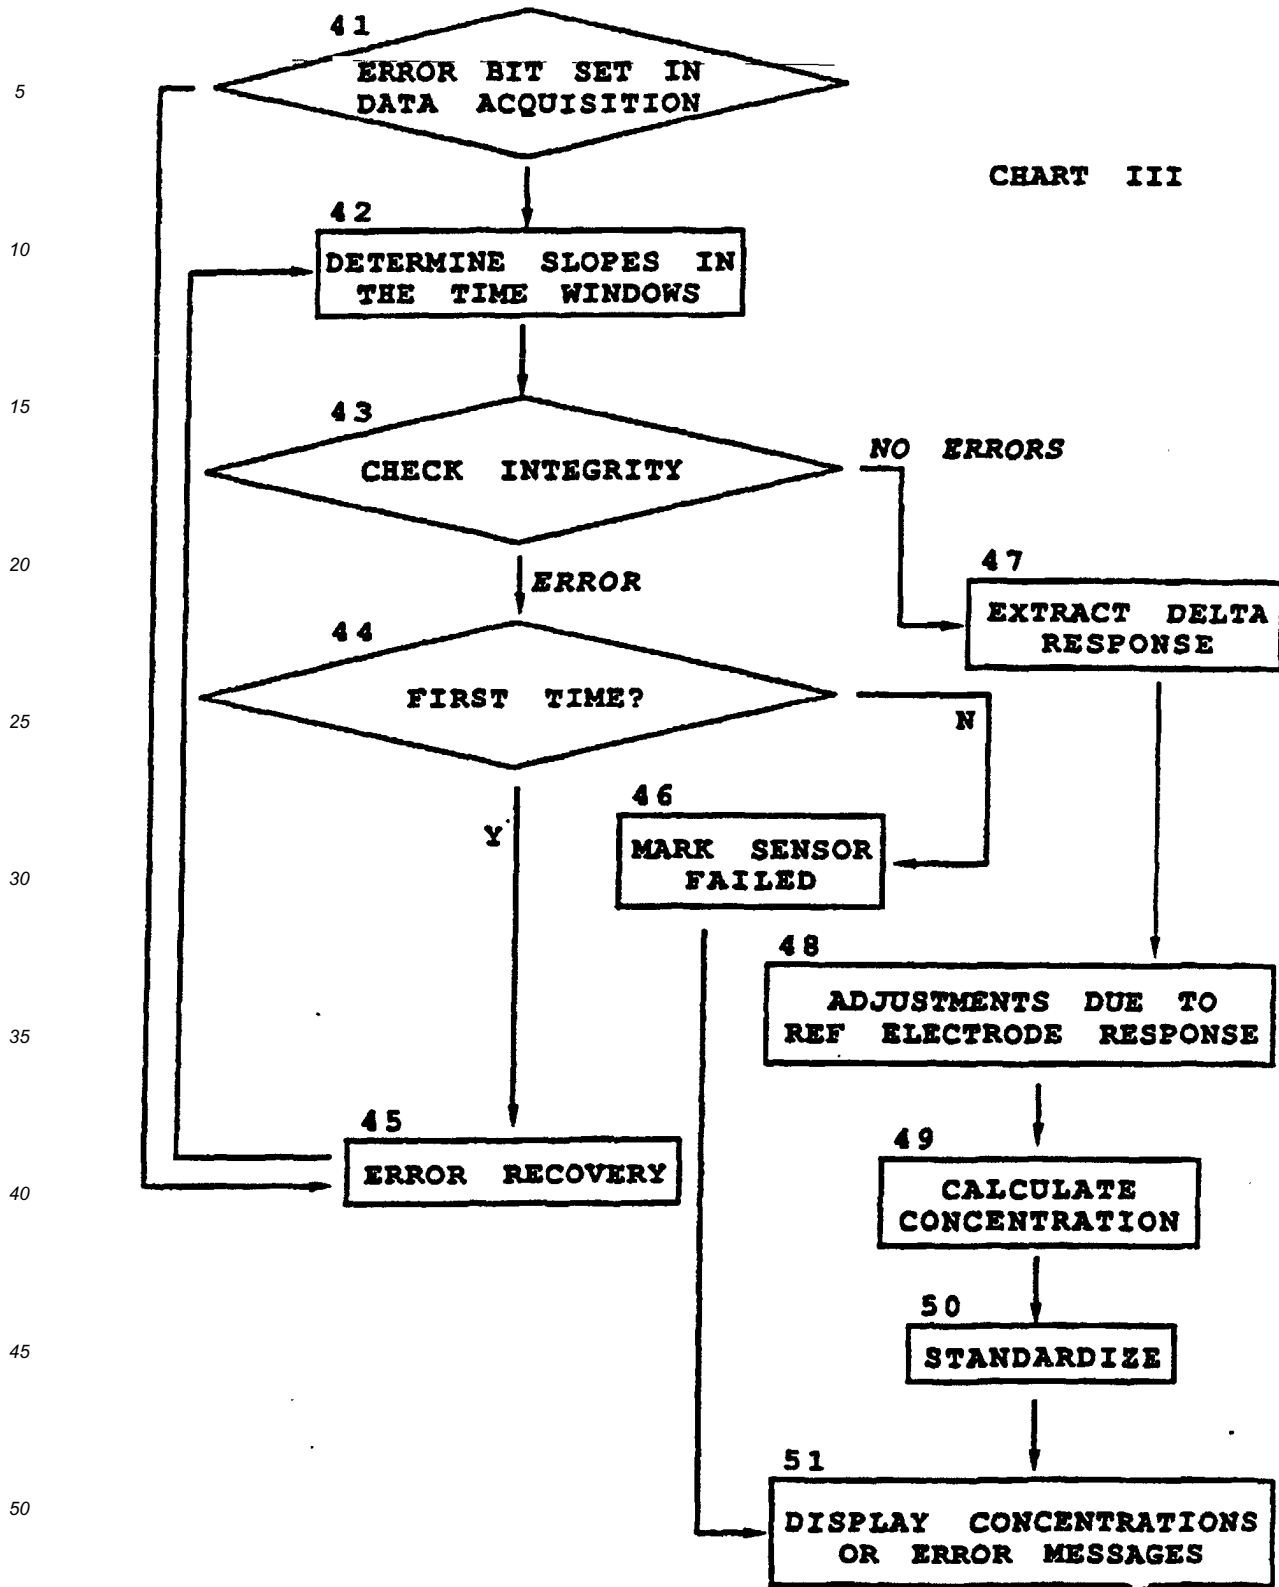 41
ERROR BIT SET IN
DATA ACQUISITION
5
CHART III
42
10
DETERMINE SLOPES IN
THE TIME WINDOWS
15
43
CHECK INTEGRITY
NO ERRORS
20
ERROR
47
EXTRACT DELTA
RESPONSE
44
FIRST TIME?
25
N
46
Y
MARK SENSOR
FAILED
30
48
ADJUSTMENTS DUE TO
REF ELECTRODE RESPONSE
35
45
ERROR RECOVERY
49
CALCULATE
CONCENTRATION
40
50
STANDARDIZE
45
51
DISPLAY CONCENTRATIONS
OR ERROR MESSAGES
50